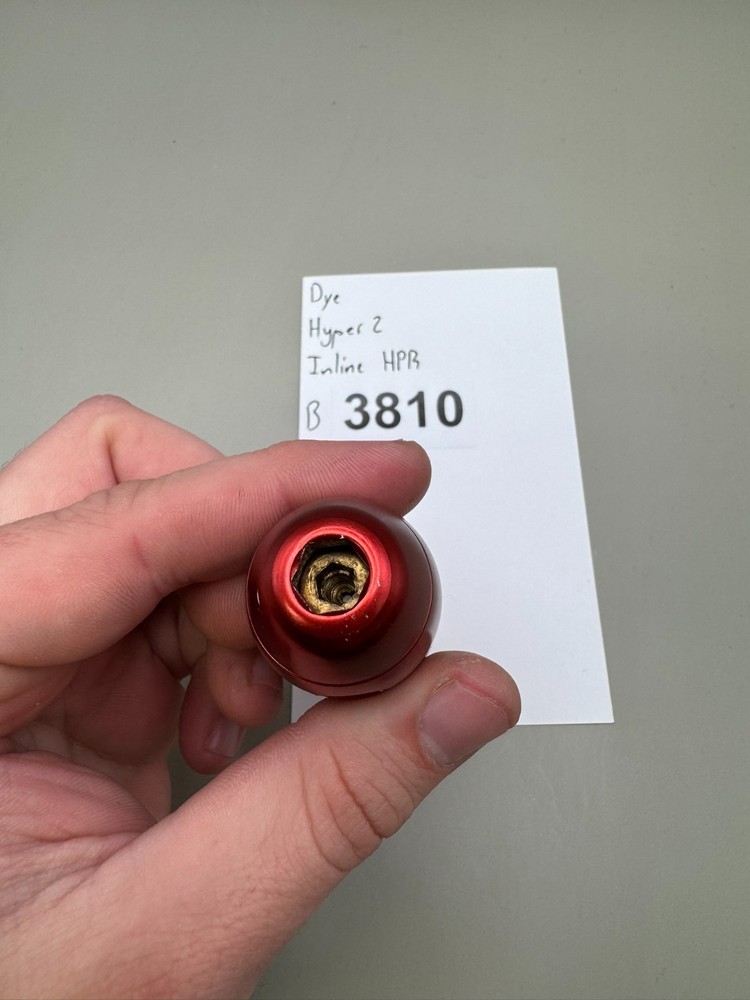 Dye
Hyper 2
Inline HPR
B 3810